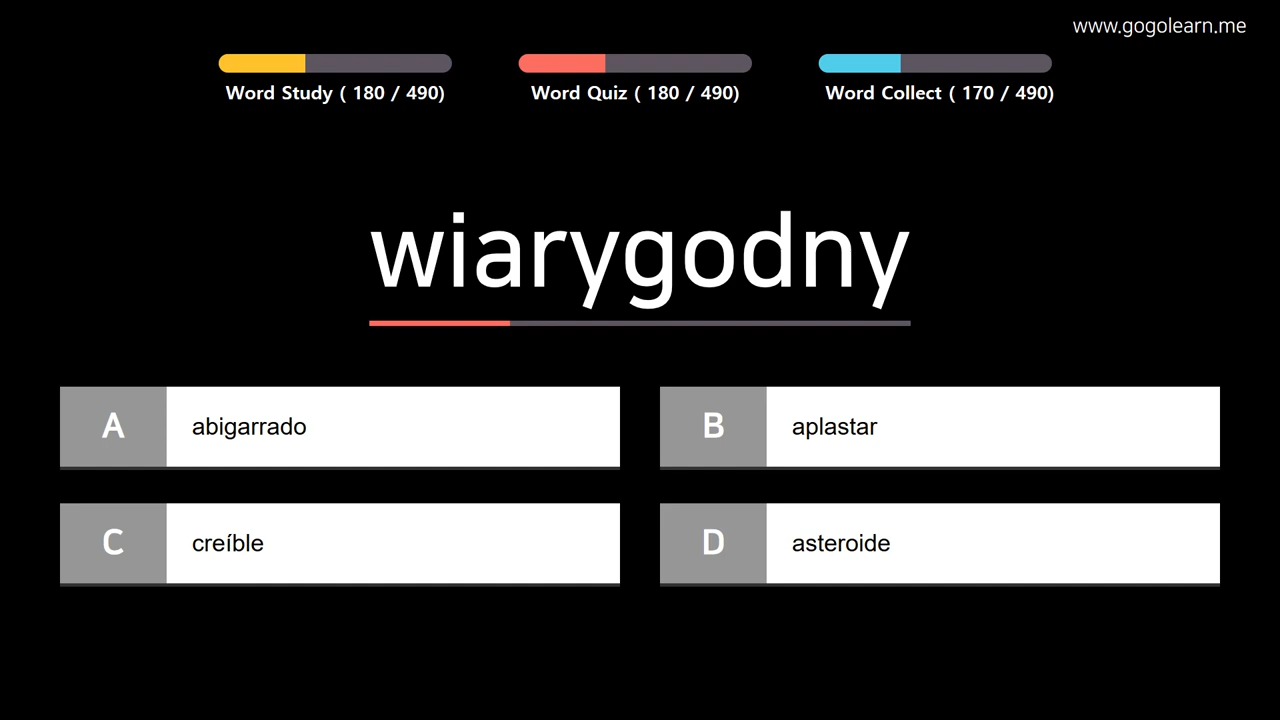 www.gogolearn.me
Word Study ( 180 / 490)
Word Quiz ( 180 / 490)
Word Collect ( 170 / 490)
wiarygodny
A abigarrado
B aplastar
C creíble
D asteroide